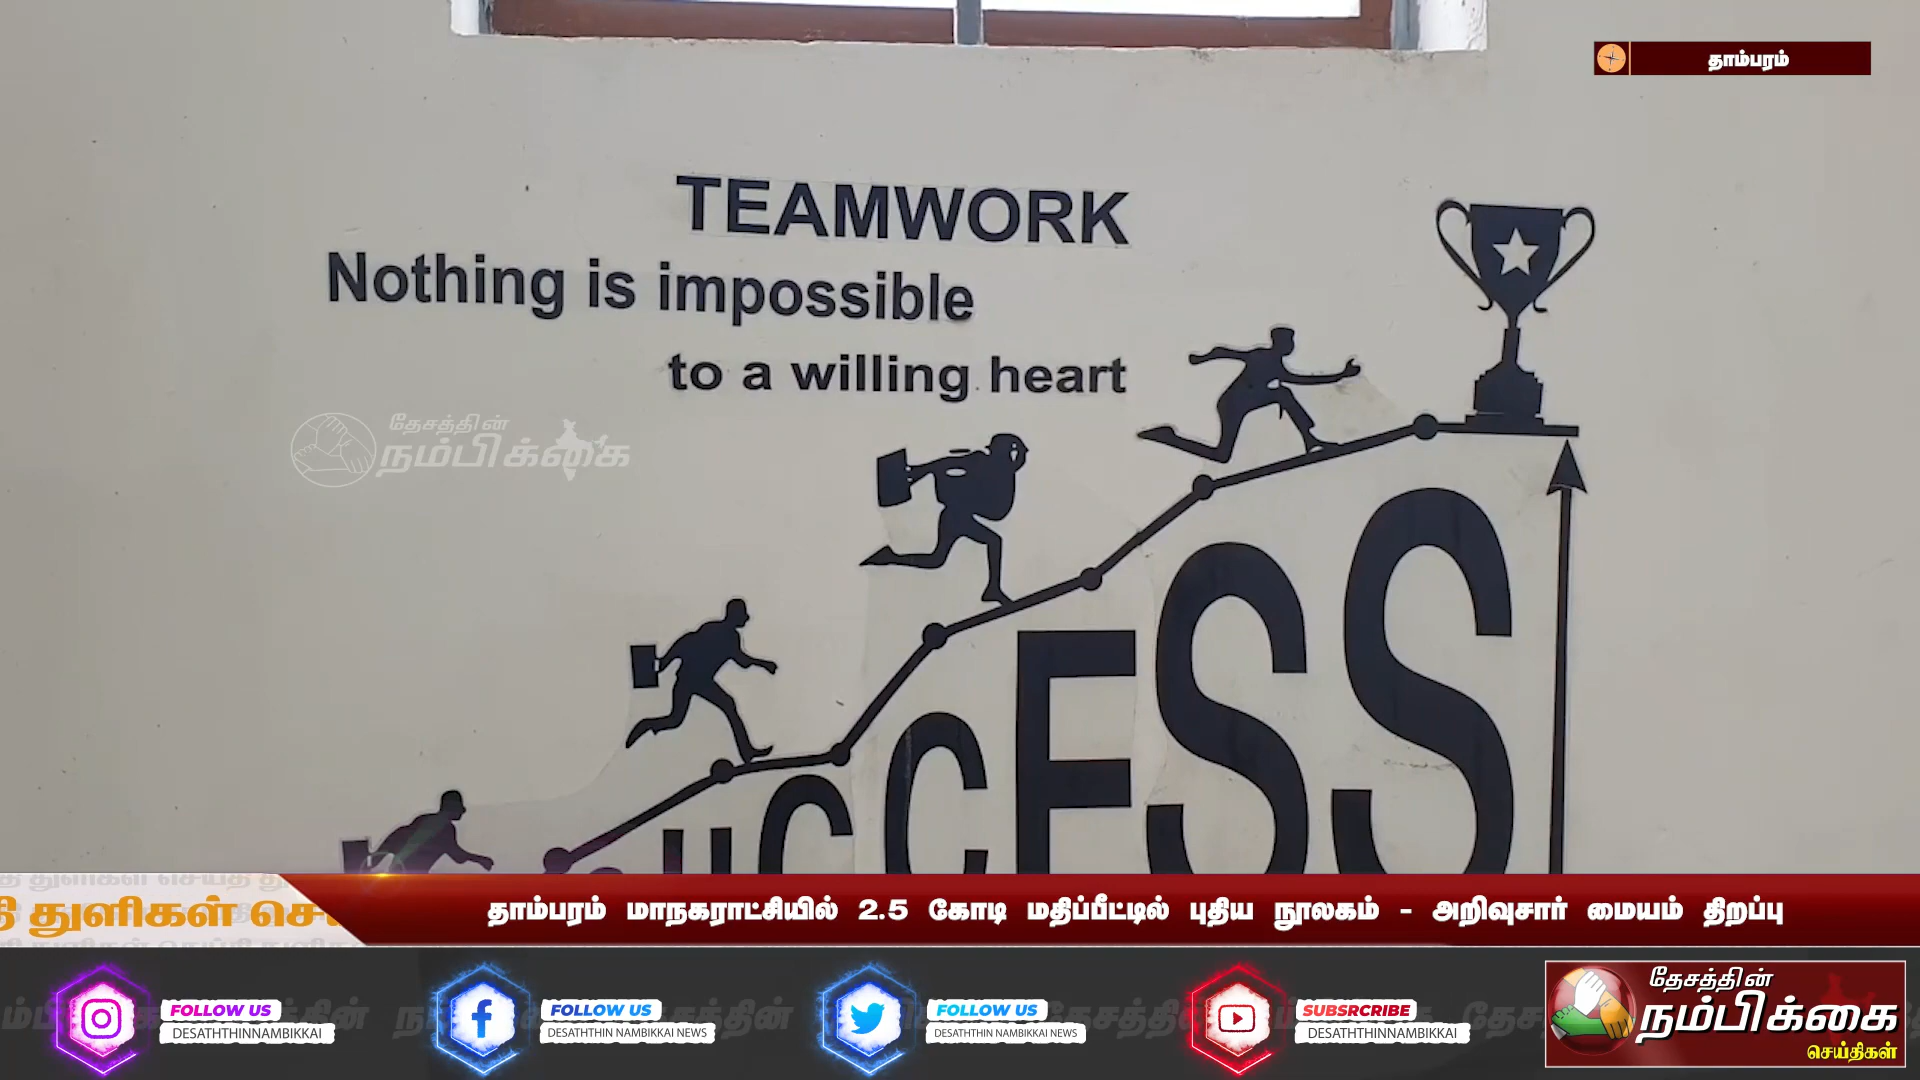 தாம்பரம்
TEAMWORK
Nothing is impossible
to a willing heart
தேசத்தின்
நம்பிக்கை
UCCESS
தி துளிகள் செ
தாம்பரம் மாநகராட்சியில் 2.5 கோடி மதிப்பீட்டில் புதிய நூலகம் - அறிவுசார் மையம் திறப்பு
FOLLOW US
DESATHTHINNAMBIKKAI
FOLLOW US
DESATHTHIN NAMBIKKAI NEWS
FOLLOW US
DESATHTHIN NAMBIKKAI NEWS
SUBSRCRIBE
DESATHTHINNAMBIKKAI
தேசத்தின்
நம்பிக்கை
செய்திகள்